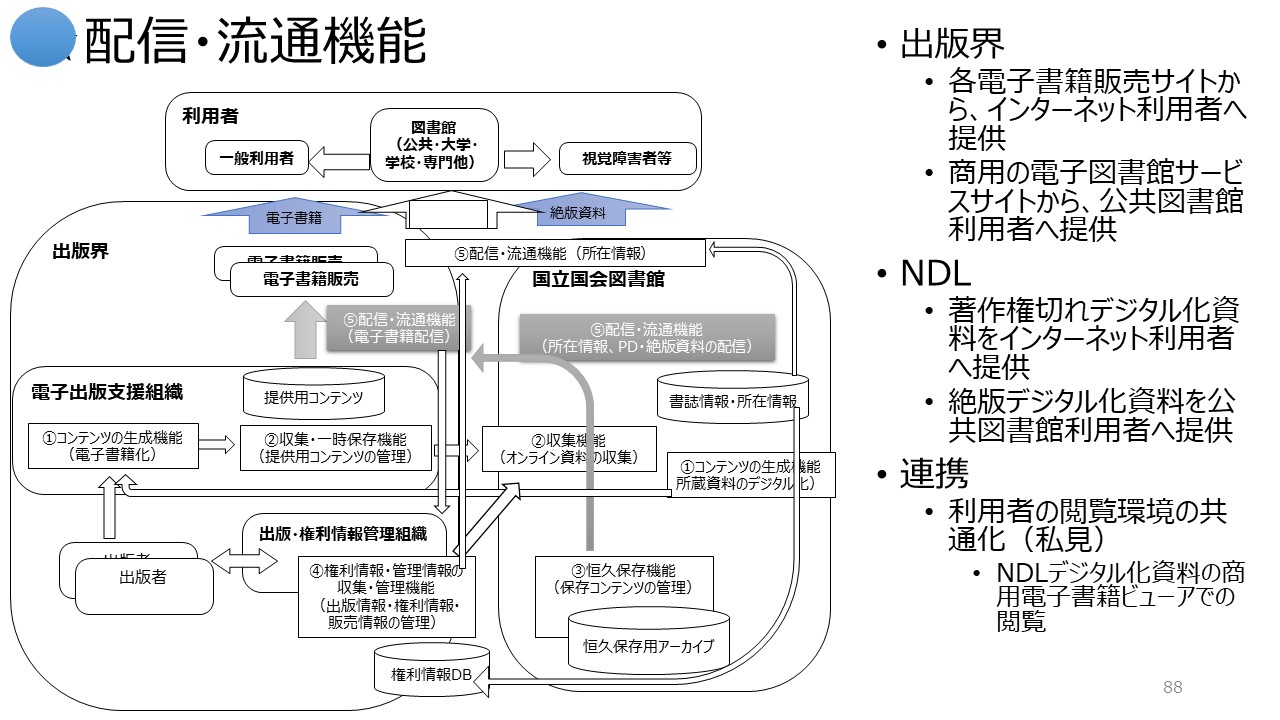 配信・流通機能
利用者
一般利用者
図書館
（公共・大学・
学校・専門他）
視覚障害者等
電子書籍
絶版資料
出版界
電子書籍販売
電子書籍販売
⑤配信・流通機能（所在情報）
国立国会図書館
⑤配信・流通機能
（電子書籍配信）
⑤配信・流通機能
（所在情報、PD・絶版資料の配信）
電子出版支援組織
提供用コンテンツ
書誌情報・所在情報
①コンテンツの生成機能
（電子書籍化）
②収集・一時保存機能
（提供用コンテンツの管理）
②収集機能
（オンライン資料の収集）
①コンテンツの生成機能
所蔵資料のデジタル化）
出版・権利情報管理組織
出版者
出版者
④権利情報・管理情報の
収集・管理機能
（出版情報・権利情報・
販売情報の管理）
③恒久保存機能
（保存コンテンツの管理）
恒久保存用アーカイブ
権利情報DB
• 出版界
• 各電子書籍販売サイトか
ら、インターネット利用者へ
提供
• 商用の電子図書館サービ
スサイトから、公共図書館
利用者へ提供
• NDL
• 著作権切れデジタル化資
料をインターネット利用者
へ提供
• 絶版デジタル化資料を公
共図書館利用者へ提供
• 連携
• 利用者の閲覧環境の共
通化（私見）
• NDLデジタル化資料の商
用電子書籍ビューアでの
閲覧
88